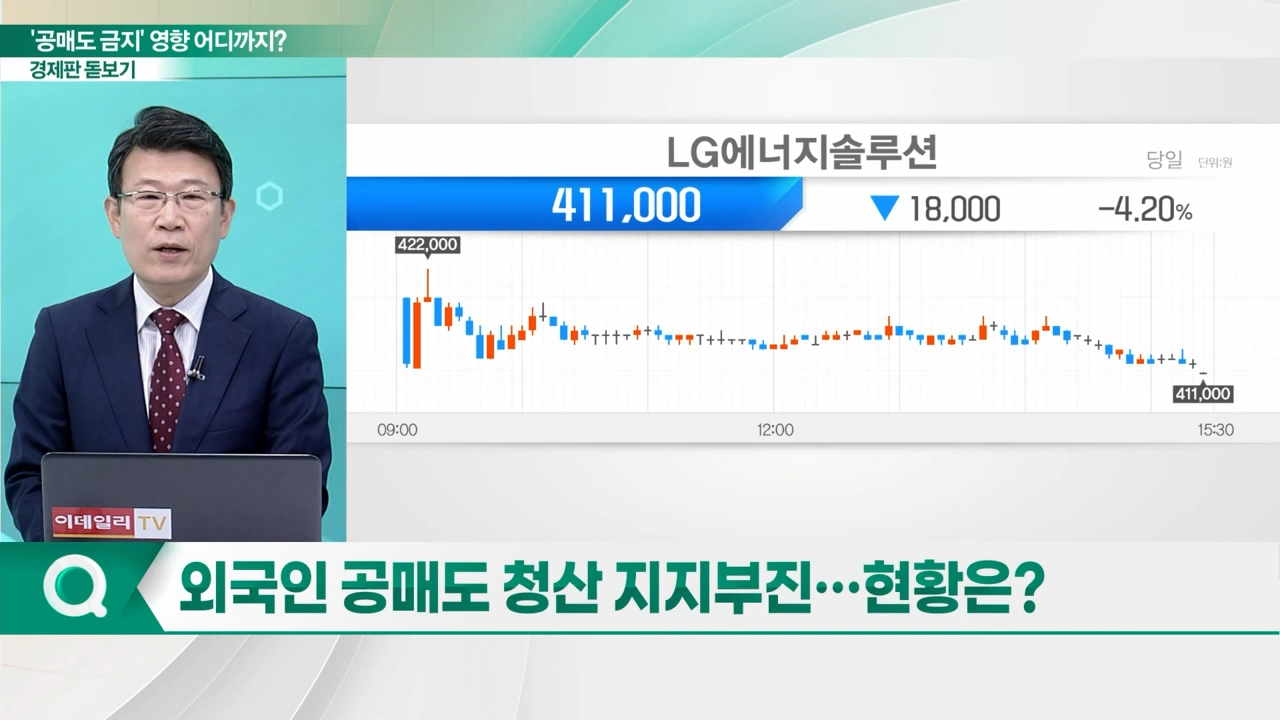 '공매도 금지' 영향 어디까지?
경제판 돋보기
LG에너지솔루션
당일 단위:원
411,000 ▼ 18,000 -4.20%
422,000
411,000
09:00 12:00 15:30
이데일리 TV
외국인 공매도 청산 지지부진…현황은?